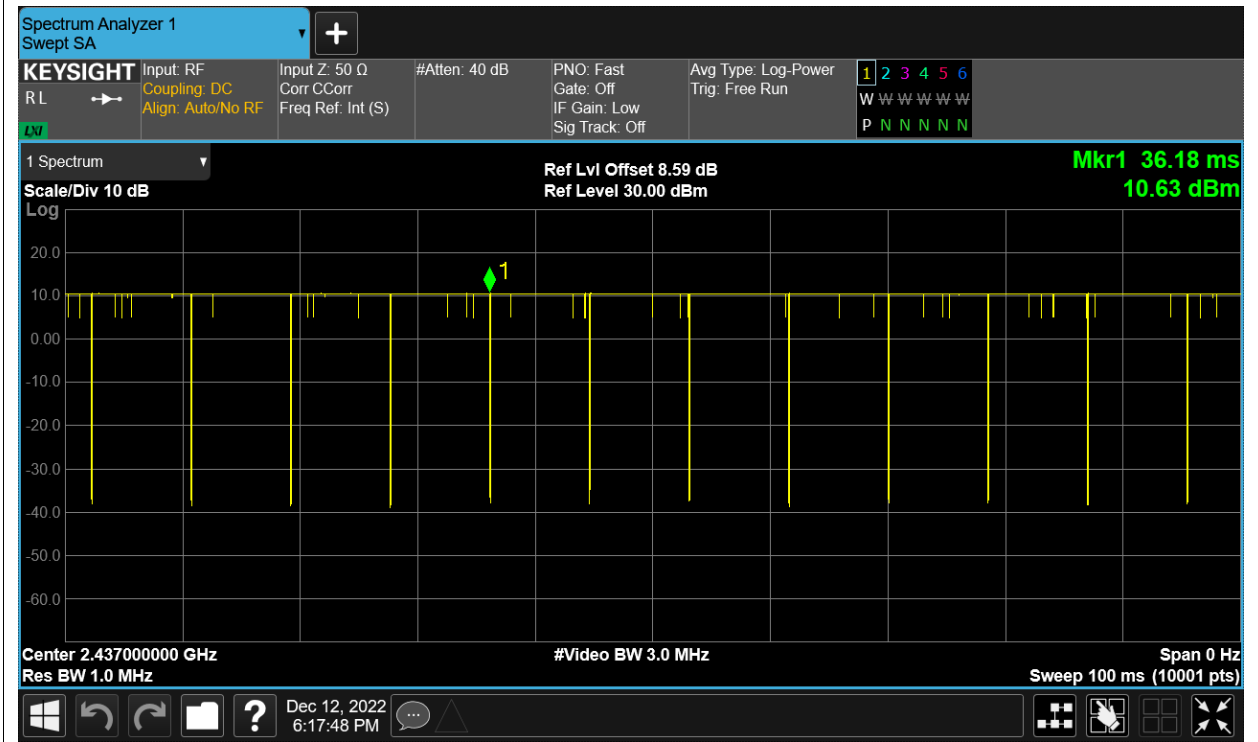 Spectrum Analyzer 1
Swept SA
KEYSIGHT
R L
LXI
Input: RF
Coupling: DC
Align: Auto/No RF
Input Z: 50 Ω
Corr CCorr
Freq Ref: Int (S)
#Atten: 40 dB
PNO: Fast
Gate: Off
IF Gain: Low
Sig Track: Off
Avg Type: Log-Power
Trig: Free Run
1 2 3 4 5 6
W W W W W W
P N N N N N
1 Spectrum
Scale/Div 10 dB
Log
Ref Lvl Offset 8.59 dB
Ref Level 30.00 dBm
Mkr1 36.18 ms
10.63 dBm
20.0
1
10.0
0.00
-10.0
-20.0
-30.0
-40.0
-50.0
-60.0
Center 2.437000000 GHz
Res BW 1.0 MHz
#Video BW 3.0 MHz
Span 0 Hz
Sweep 100 ms (10001 pts)
?
Dec 12, 2022
6:17:48 PM